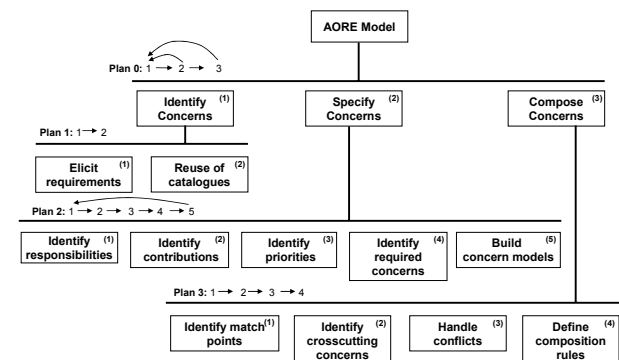 AORE Model
Plan 0: 1 → 2 → 3
Identify (1)
Concerns
Specify (2)
Concerns
Compose (3)
Concerns
Plan 1: 1 → 2
Elicit (1)
requirements
Reuse of (2)
catalogues
Plan 2: 1 → 2 → 3 → 4 → 5
Identify (1)
responsibilities
Identify (2)
contributions
Identify (3)
priorities
Identify (4)
required
concerns
Build (5)
concern models
Plan 3: 1 → 2 → 3 → 4
Identify match (1)
points
Identify (2)
crosscutting
concerns
Handle (3)
conflicts
Define (4)
composition
rules